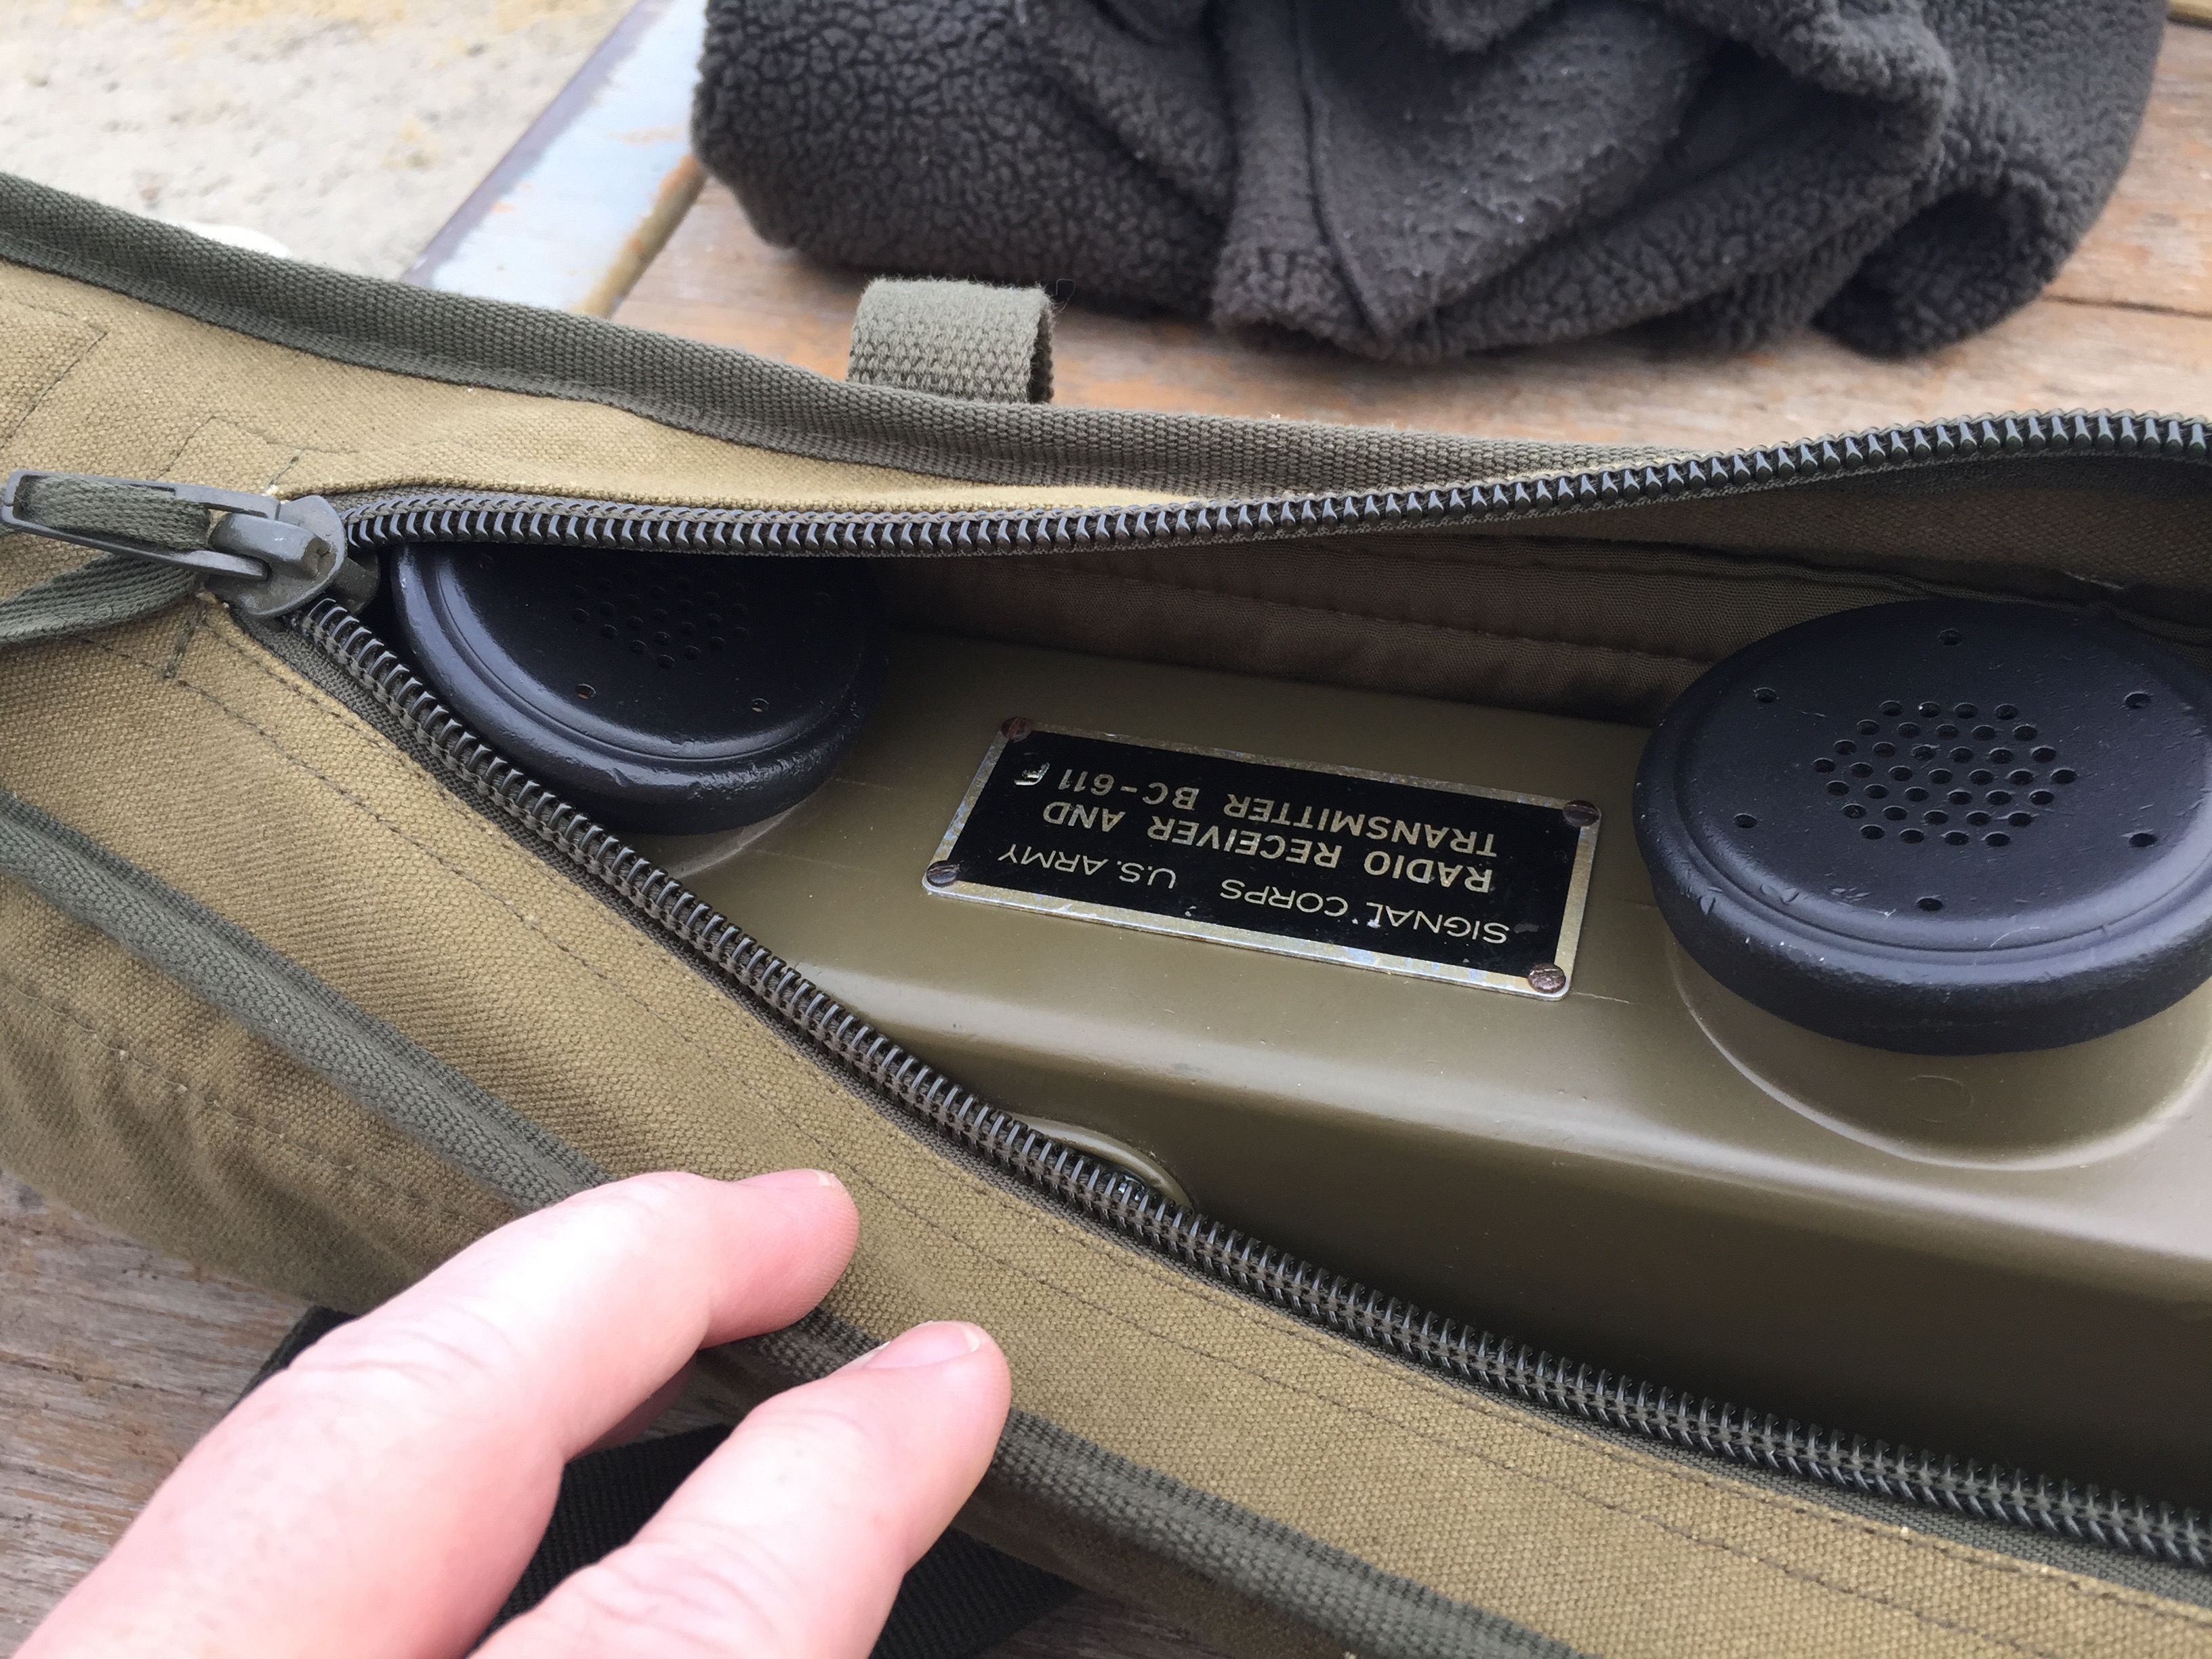 SIGNAL CORPS U.S. ARMY
RADIO RECEIVER AND
TRANSMITTER BC-611 F